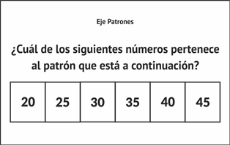 Eje Patrones
¿Cuál de los siguientes números pertenece
al patrón que está a continuación?
20 25 30 35 40 45